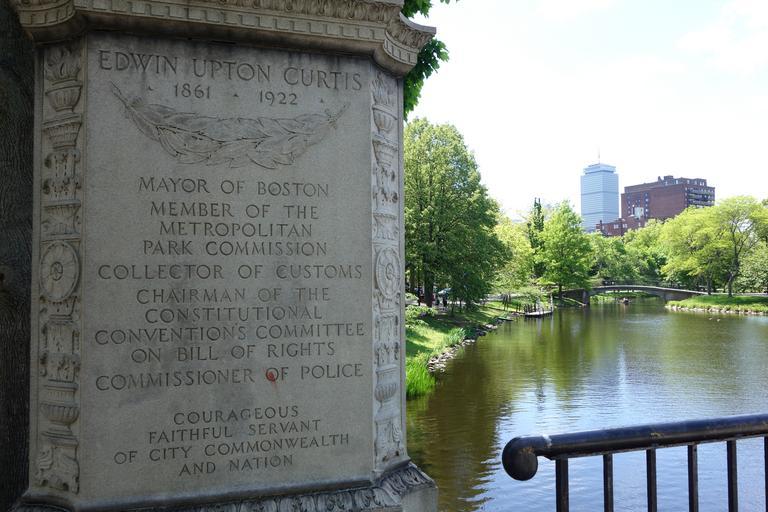 EDWIN UPTON CURTIS
· 1861 · 1922 ·
MAYOR OF BOSTON
MEMBER OF THE
METROPOLITAN
PARK COMMISSION
COLLECTOR OF CUSTOMS
CHAIRMAN OF THE
CONSTITUTIONAL
CONVENTION'S COMMITTEE
ON BILL OF RIGHTS
COMMISSIONER OF POLICE
COURAGEOUS
FAITHFUL SERVANT
OF CITY COMMONWEALTH
AND NATION